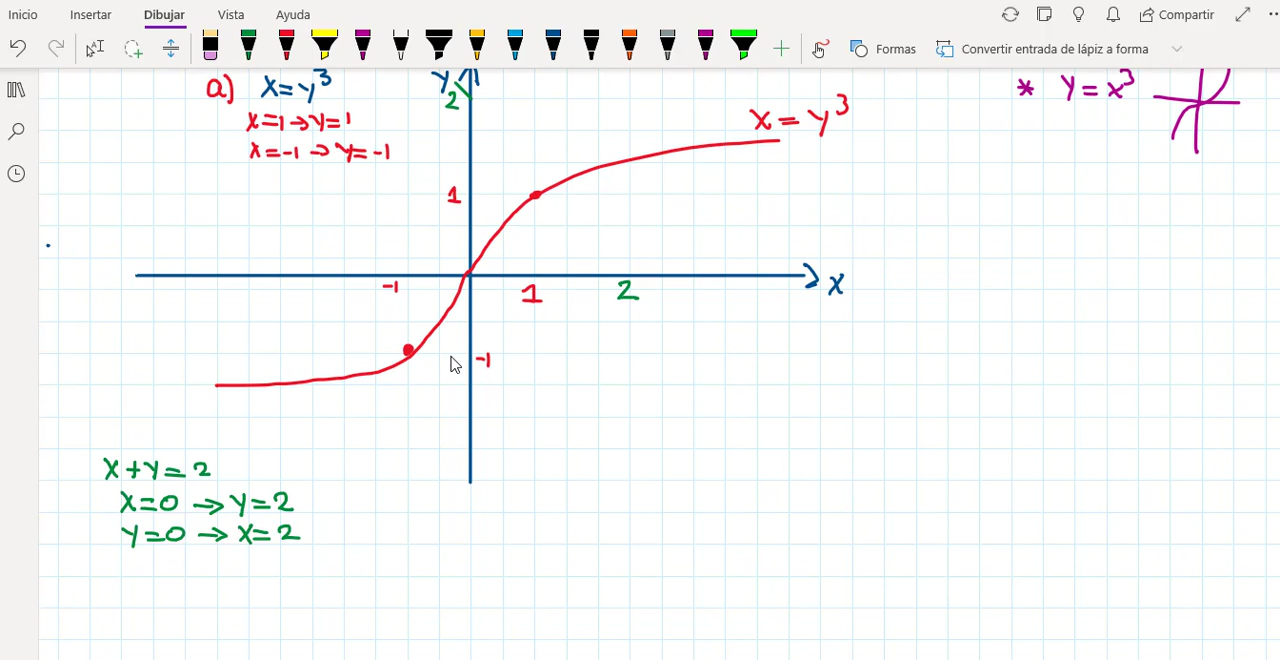 Inicio Insertar Dibujar Vista Ayuda Compartir
Formas Convertir entrada de lápiz a forma
a) x = y³
x=1 → y=1
x=-1 → y=-1
y
2
x = y³
* y = x³
1
-1 1 2 x
-1
x + y = 2
x=0 → y=2
y=0 → x=2